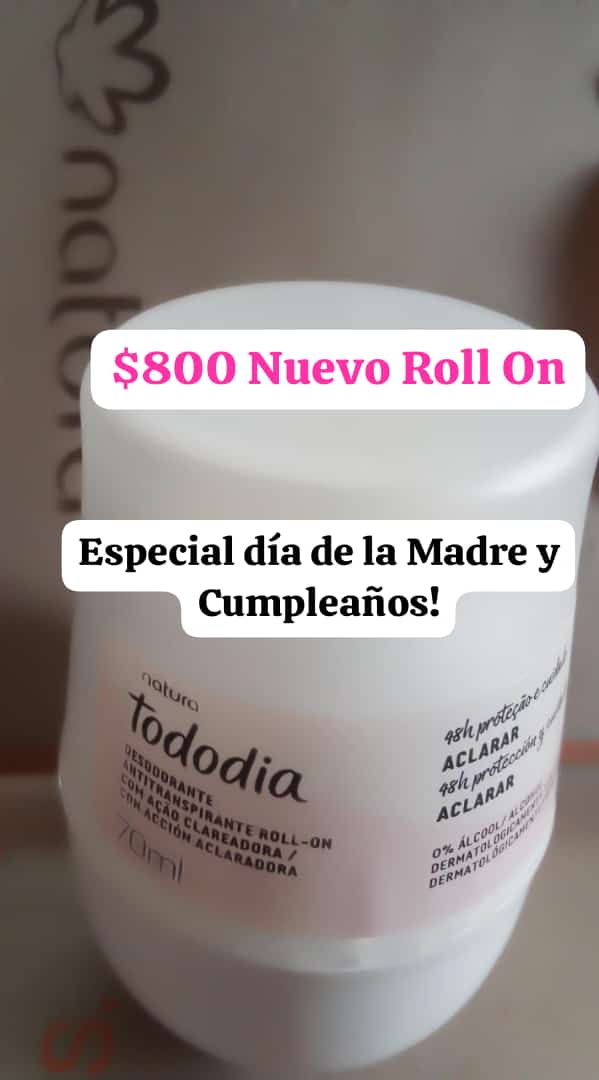 natura
$800 Nuevo Roll On
Especial día de la Madre y
Cumpleaños!
natura
tododia
DESODORANTE
ANTITRANSPIRANTE ROLL-ON
COM AÇÃO CLAREADORA /
CON ACCIÓN ACLARADORA
70ml
48h proteção e cuidado
ACLARAR
48h protección y
ACLARAR
0% ÁLCOOL/
DERMATOLOGICAMENTE
DERMATOLÓGICAMENTE
S.